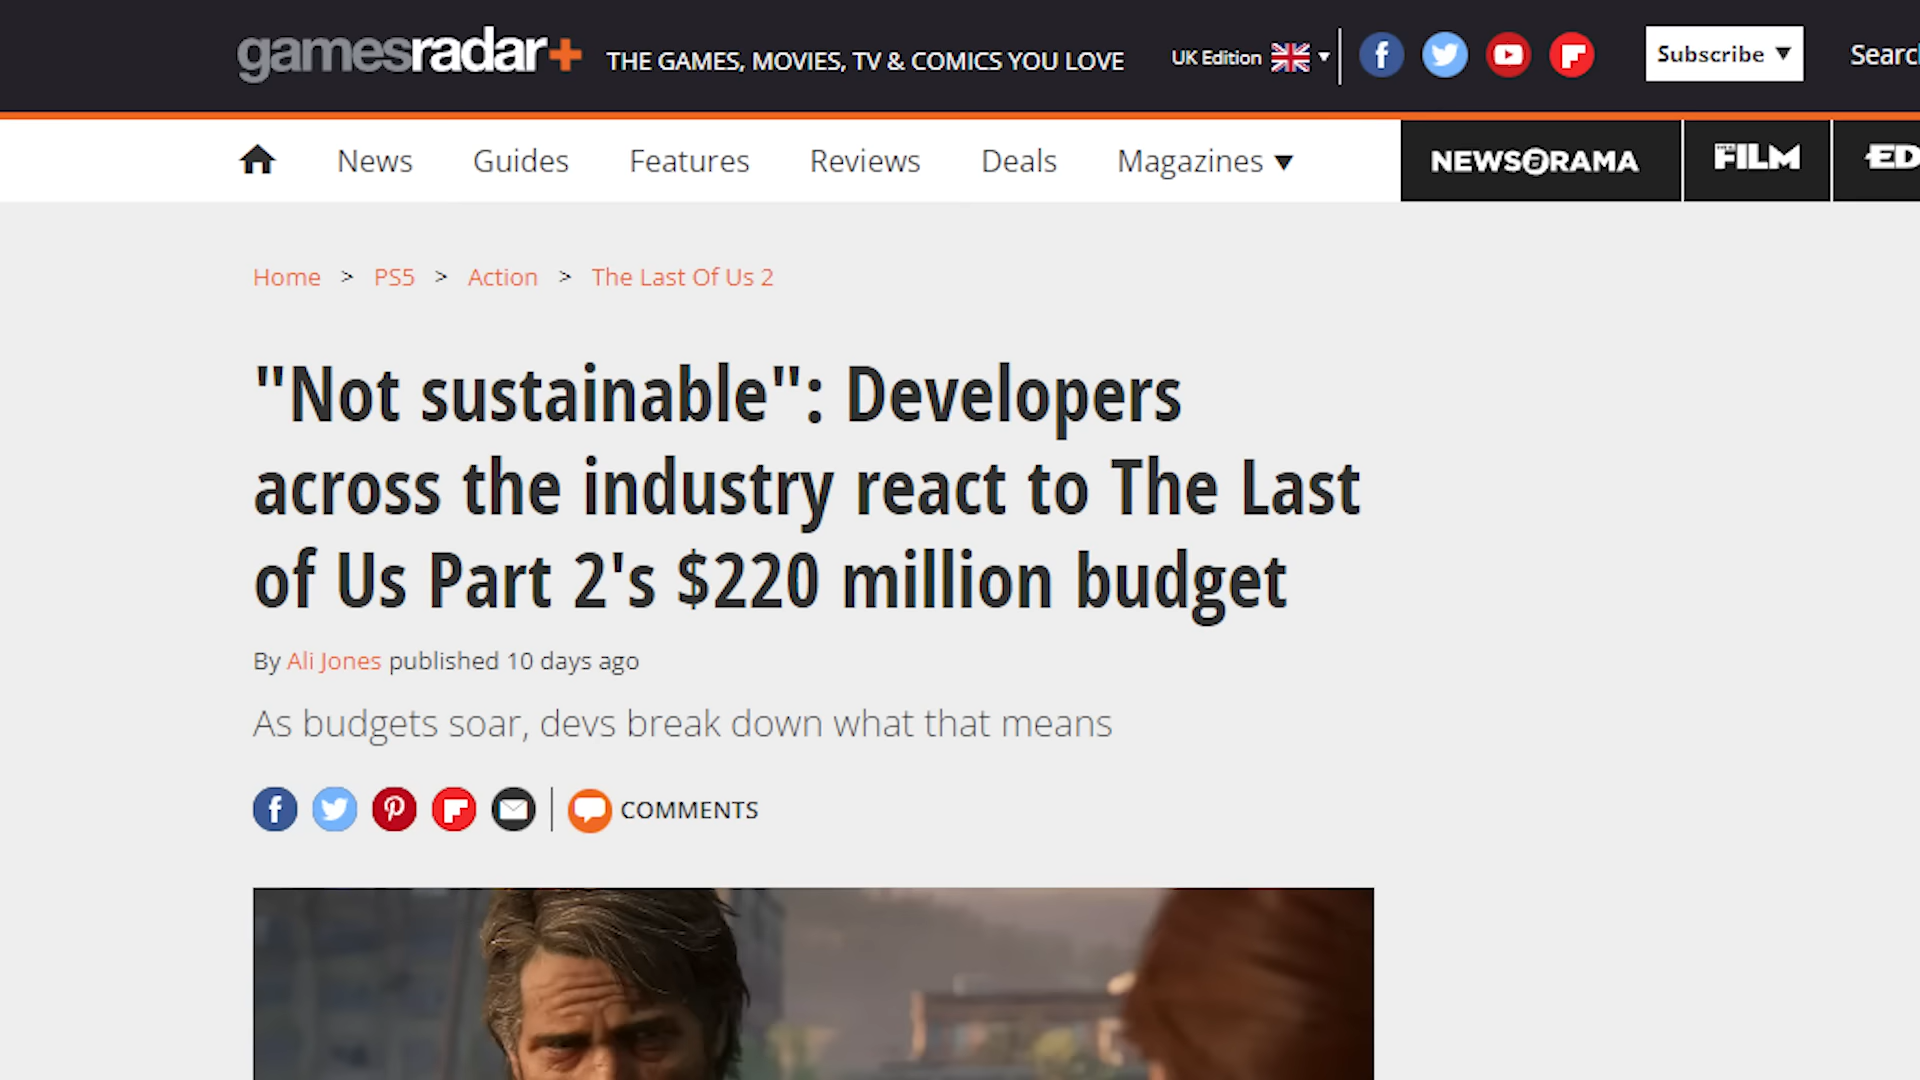 gamesradar+ THE GAMES, MOVIES, TV & COMICS YOU LOVE UK Edition Subscribe ▼
News Guides Features Reviews Deals Magazines ▼ NEWSARAMA FILM
Home > PS5 > Action > The Last Of Us 2
"Not sustainable": Developers
across the industry react to The Last
of Us Part 2's $220 million budget
By Ali Jones published 10 days ago
As budgets soar, devs break down what that means
COMMENTS